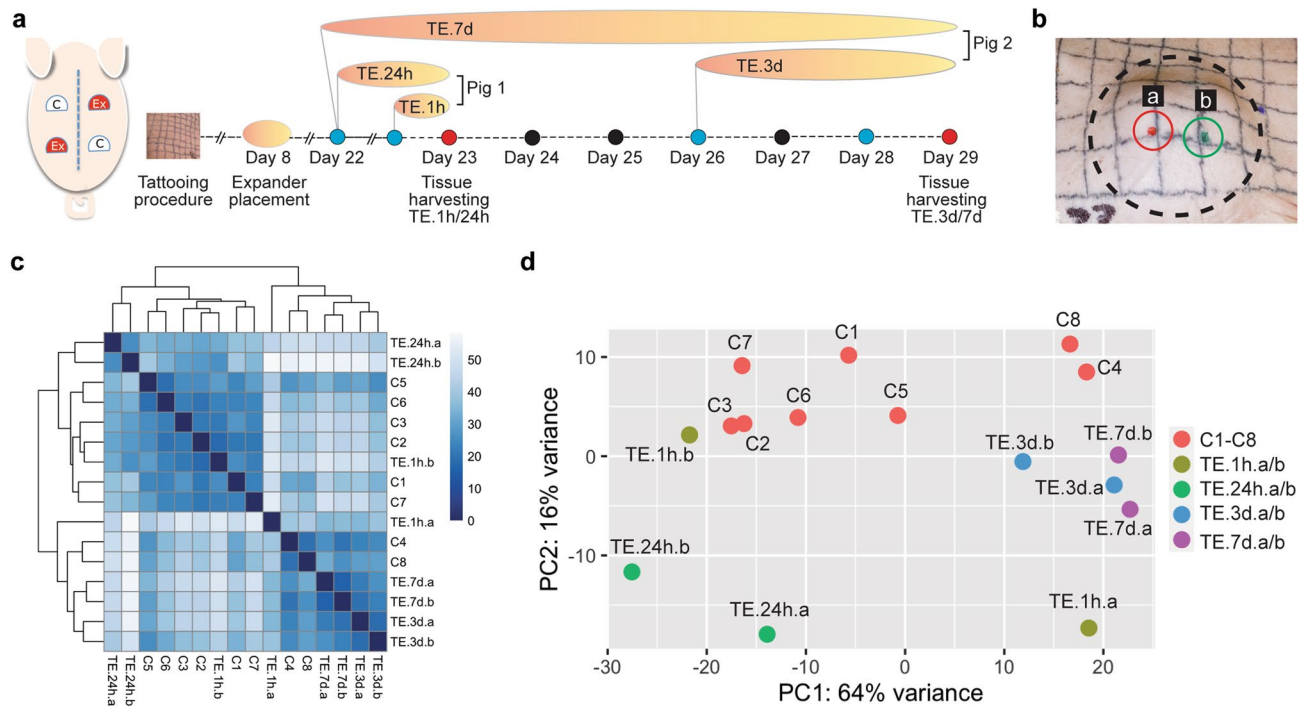 a
C
Ex
Ex
C
Tattooing
procedure
Day 8
Expander
placement
TE.7d
TE.24h
TE.1h
Pig 1
TE.3d
Pig 2
Day 22
Day 23
Day 24
Day 25
Day 26
Day 27
Day 28
Day 29
Tissue
harvesting
TE.1h/24h
Tissue
harvesting
TE.3d/7d
b
a
b
c
TE.24h.a
TE.24h.b
C5
C6
C3
C2
TE.1h.b
C1
C7
TE.1h.a
C4
C8
TE.7d.a
TE.7d.b
TE.3d.a
TE.3d.b
TE.24h.a
TE.24h.b
C5
C6
C3
C2
TE.1h.b
C1
C7
TE.1h.a
C4
C8
TE.7d.a
TE.7d.b
TE.3d.a
TE.3d.b
50
40
30
20
10
0
d
PC2: 16% variance
10
0
-10
C7
C1
C8
C4
C3
C6
C5
C2
TE.1h.b
TE.3d.b
TE.7d.b
TE.3d.a
TE.7d.a
TE.24h.b
TE.24h.a
TE.1h.a
-30
-20
-10
0
10
20
PC1: 64% variance
C1-C8
TE.1h.a/b
TE.24h.a/b
TE.3d.a/b
TE.7d.a/b